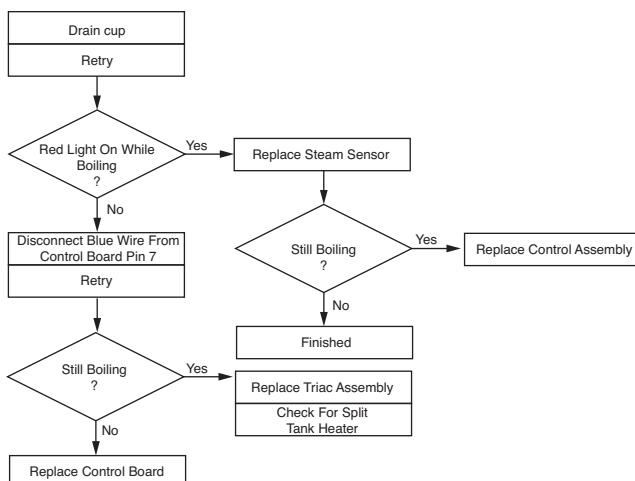 Drain cup
Retry
Red Light On While
Boiling
?
Yes
Replace Steam Sensor
No
Disconnect Blue Wire From
Control Board Pin 7
Retry
Still Boiling
?
Yes
Replace Control Assembly
No
Finished
Still Boiling
?
Yes
Replace Triac Assembly
Check For Split
Tank Heater
No
Replace Control Board